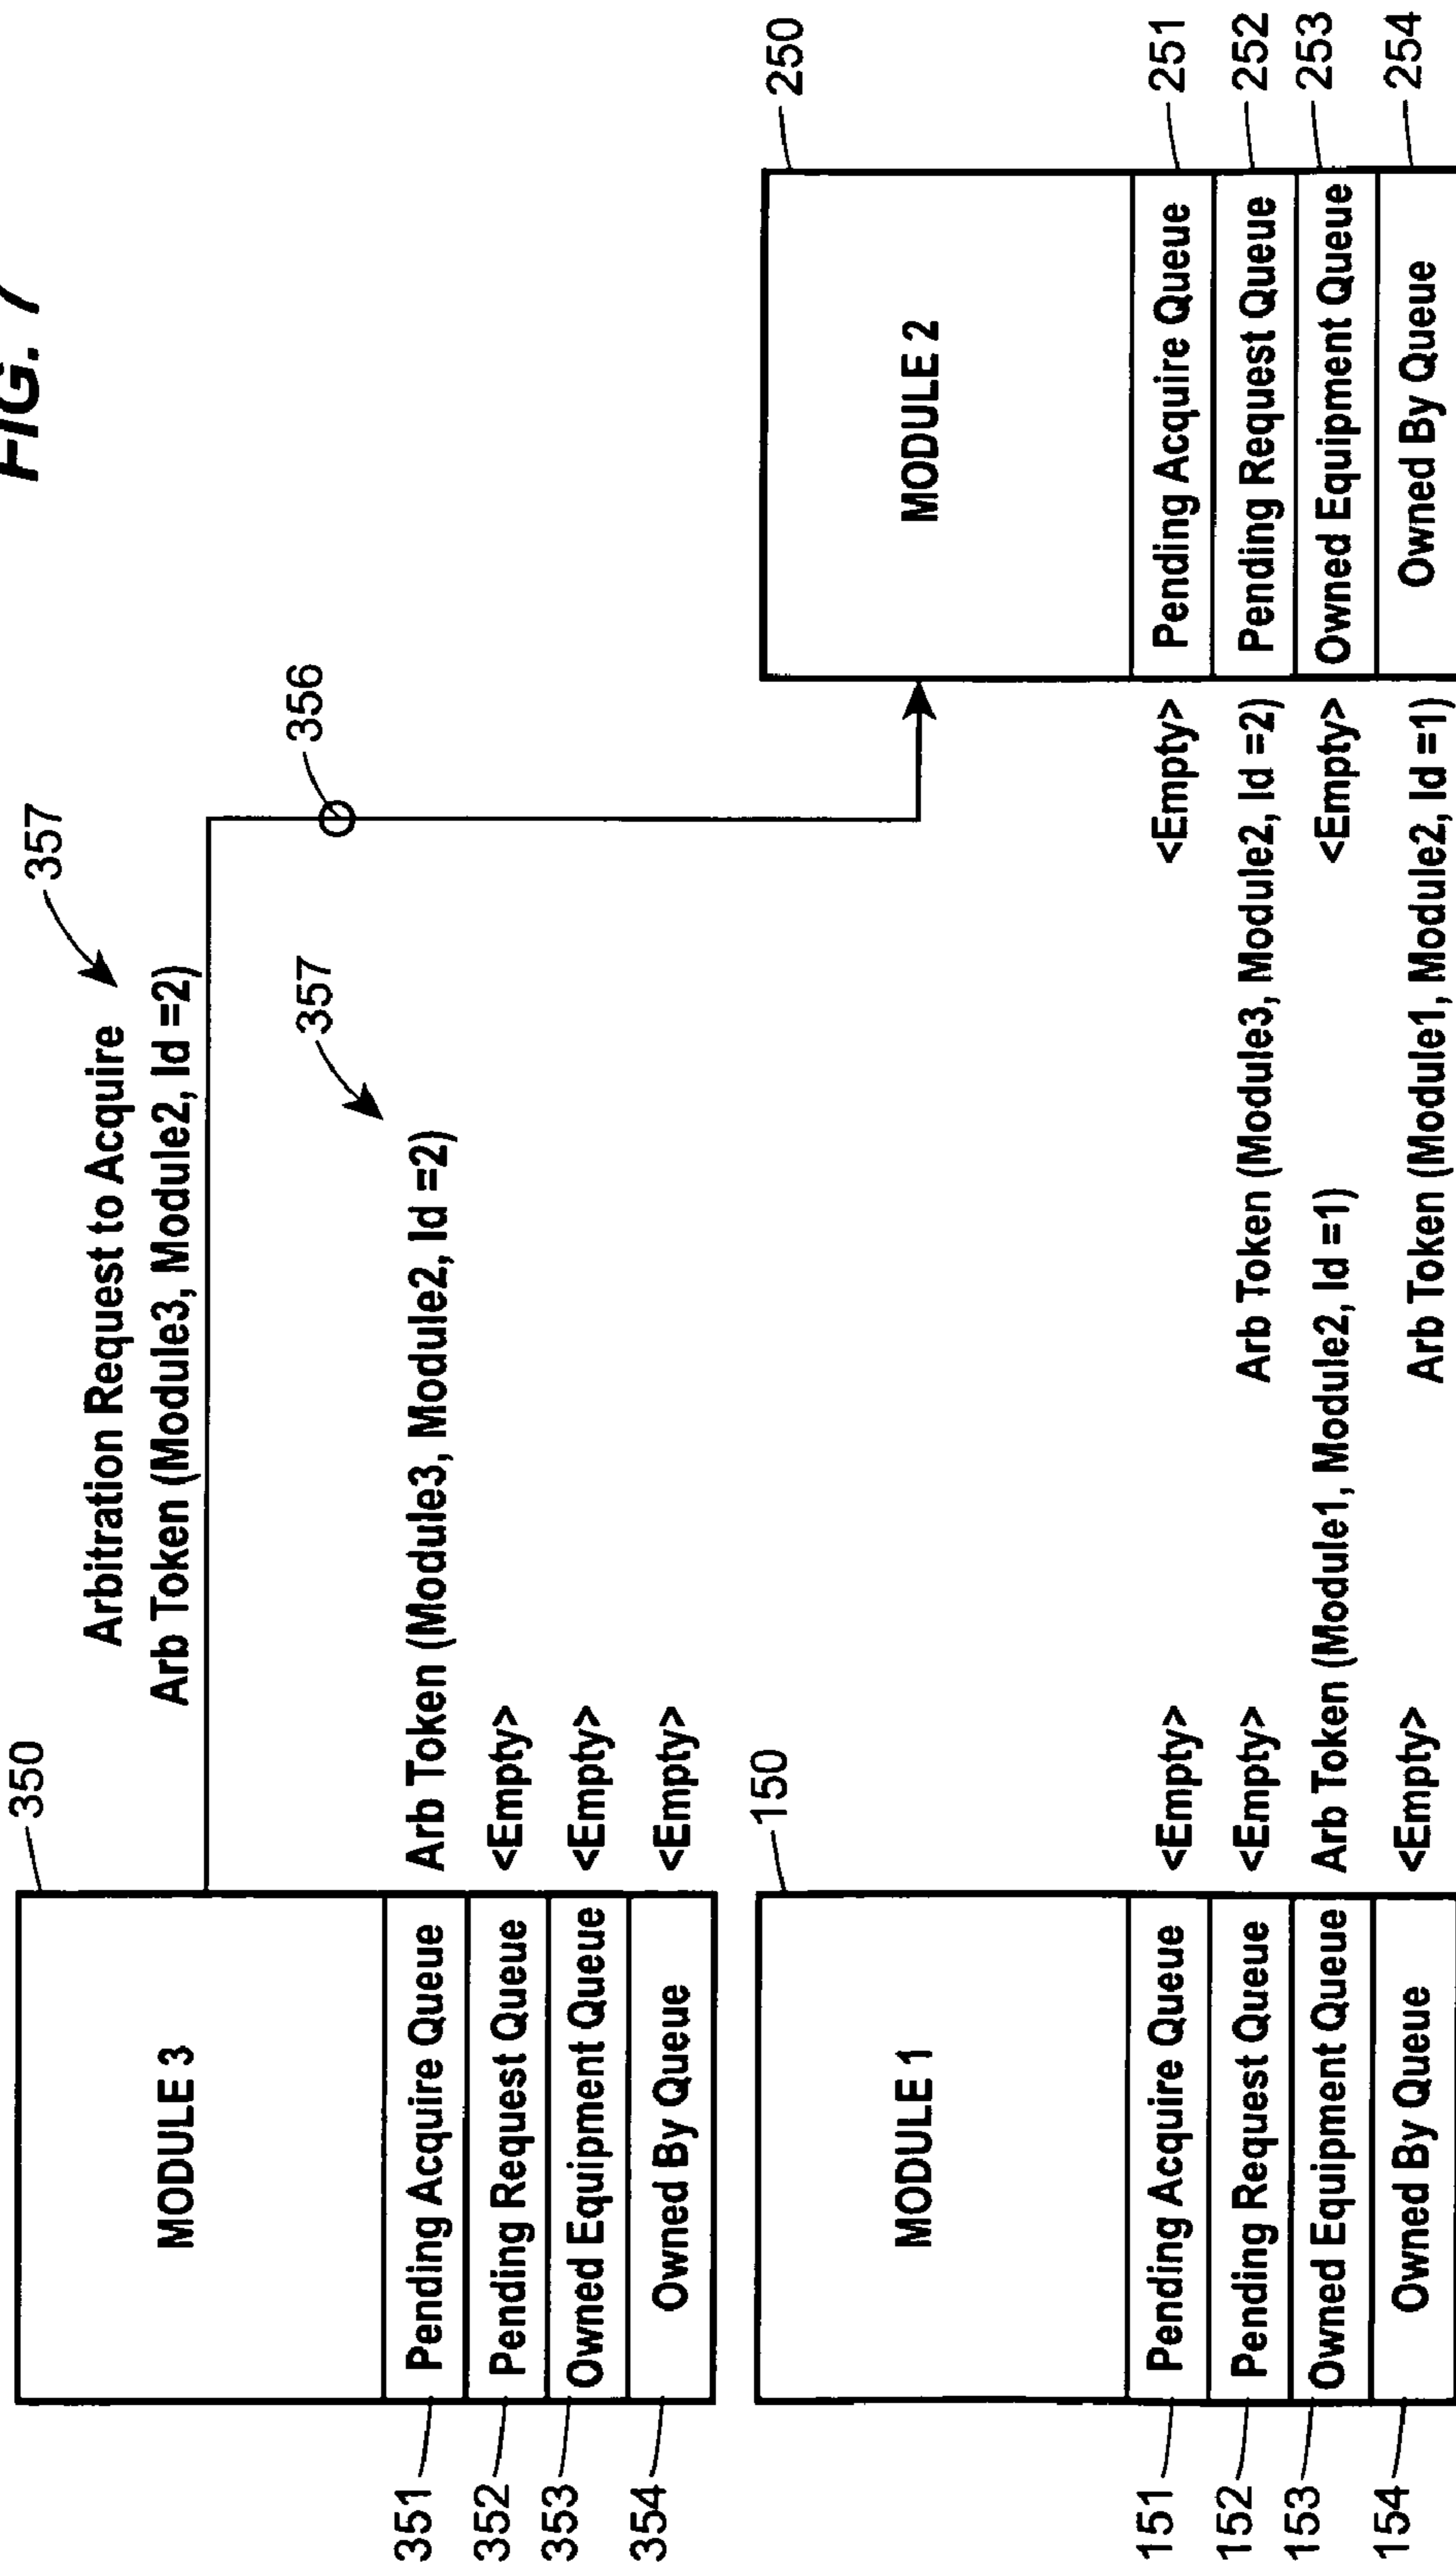 FIG. 7
357
Arbitration Request to Acquire
Arb Token (Module3, Module2, Id =2)
350
356
357
MODULE 3
351
Pending Acquire Queue
Arb Token (Module3, Module2, Id =2)
352
Pending Request Queue
<Empty>
353
Owned Equipment Queue
<Empty>
354
Owned By Queue
<Empty>
150
MODULE 1
151
Pending Acquire Queue
<Empty>
152
Pending Request Queue
<Empty>
153
Owned Equipment Queue
Arb Token (Module1, Module2, Id =1)
154
Owned By Queue
<Empty>
250
MODULE 2
<Empty>
Pending Acquire Queue
251
Arb Token (Module3, Module2, Id =2)
Pending Request Queue
252
<Empty>
Owned Equipment Queue
253
Arb Token (Module1, Module2, Id =1)
Owned By Queue
254